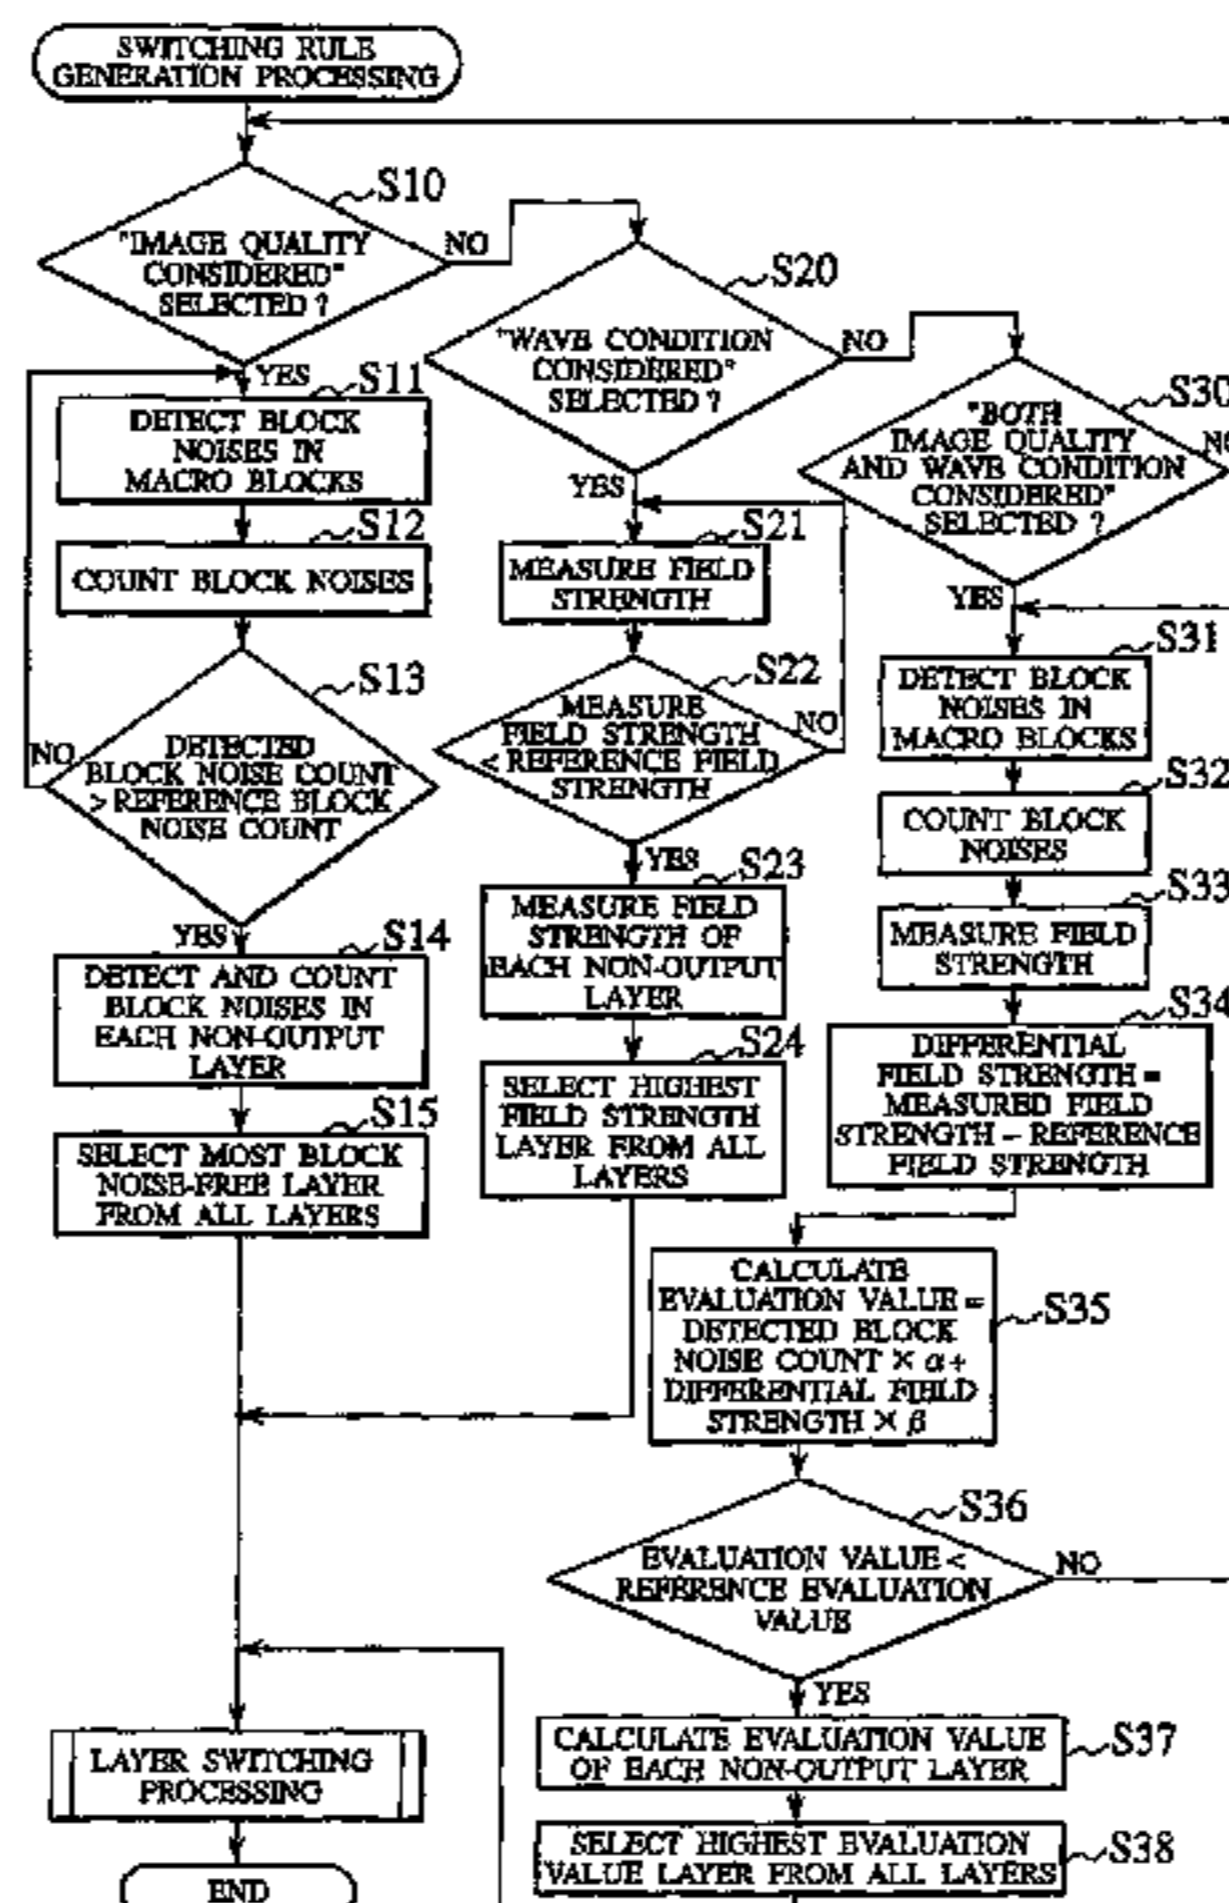 SWITCHING RULE
GENERATION PROCESSING
S10
"IMAGE QUALITY
CONSIDERED"
SELECTED ?
NO
YES
S11
DETECT BLOCK
NOISES IN
MACRO BLOCKS
S12
COUNT BLOCK NOISES
S13
DETECTED
BLOCK NOISE COUNT
> REFERENCE BLOCK
NOISE COUNT
NO
YES
S14
DETECT AND COUNT
BLOCK NOISES IN
EACH NON-OUTPUT
LAYER
S15
SELECT MOST BLOCK
NOISE-FREE LAYER
FROM ALL LAYERS
S20
"WAVE CONDITION
CONSIDERED"
SELECTED ?
NO
YES
S21
MEASURE FIELD
STRENGTH
S22
MEASURE
FIELD STRENGTH
< REFERENCE FIELD
STRENGTH
NO
YES
S23
MEASURE FIELD
STRENGTH OF
EACH NON-OUTPUT
LAYER
S24
SELECT HIGHEST
FIELD STRENGTH
LAYER FROM ALL
LAYERS
S30
"BOTH
IMAGE QUALITY
AND WAVE CONDITION
CONSIDERED"
SELECTED ?
NO
YES
S31
DETECT BLOCK
NOISES IN
MACRO BLOCKS
S32
COUNT BLOCK
NOISES
S33
MEASURE FIELD
STRENGTH
S34
DIFFERENTIAL
FIELD STRENGTH =
MEASURED FIELD
STRENGTH – REFERENCE
FIELD STRENGTH
S35
CALCULATE
EVALUATION VALUE =
DETECTED BLOCK
NOISE COUNT × α +
DIFFERENTIAL FIELD
STRENGTH × β
S36
EVALUATION VALUE <
REFERENCE EVALUATION
VALUE
NO
YES
S37
CALCULATE EVALUATION VALUE
OF EACH NON-OUTPUT LAYER
S38
SELECT HIGHEST EVALUATION
VALUE LAYER FROM ALL LAYERS
LAYER SWITCHING
PROCESSING
END